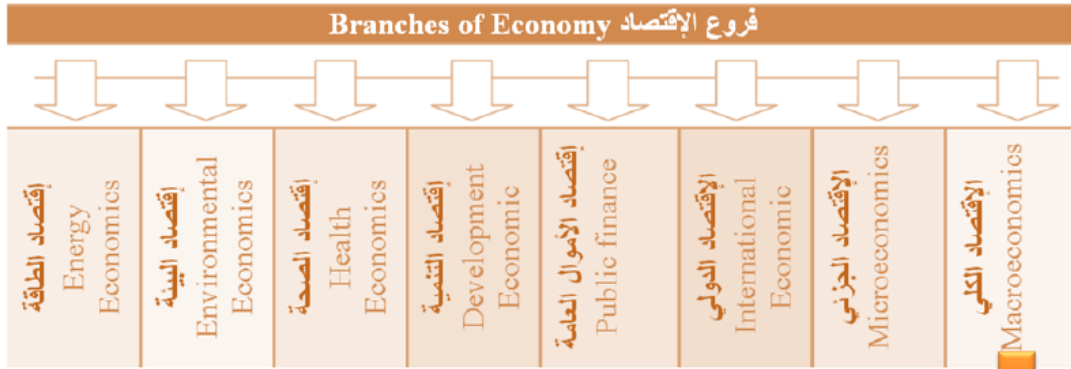 Branches of Economy فروع الإقتصاد
إقتصاد الطاقة
Energy
Economics
إقتصاد البيئة
Environmental
Economics
إقتصاد الصحة
Health
Economics
إقتصاد التنمية
Development
Economic
إقتصاد الأموال العامة
Public finance
الإقتصاد الدولي
International
Economic
الإقتصاد الجزئي
Microeconomics
الإقتصاد الكلي
Macroeconomics